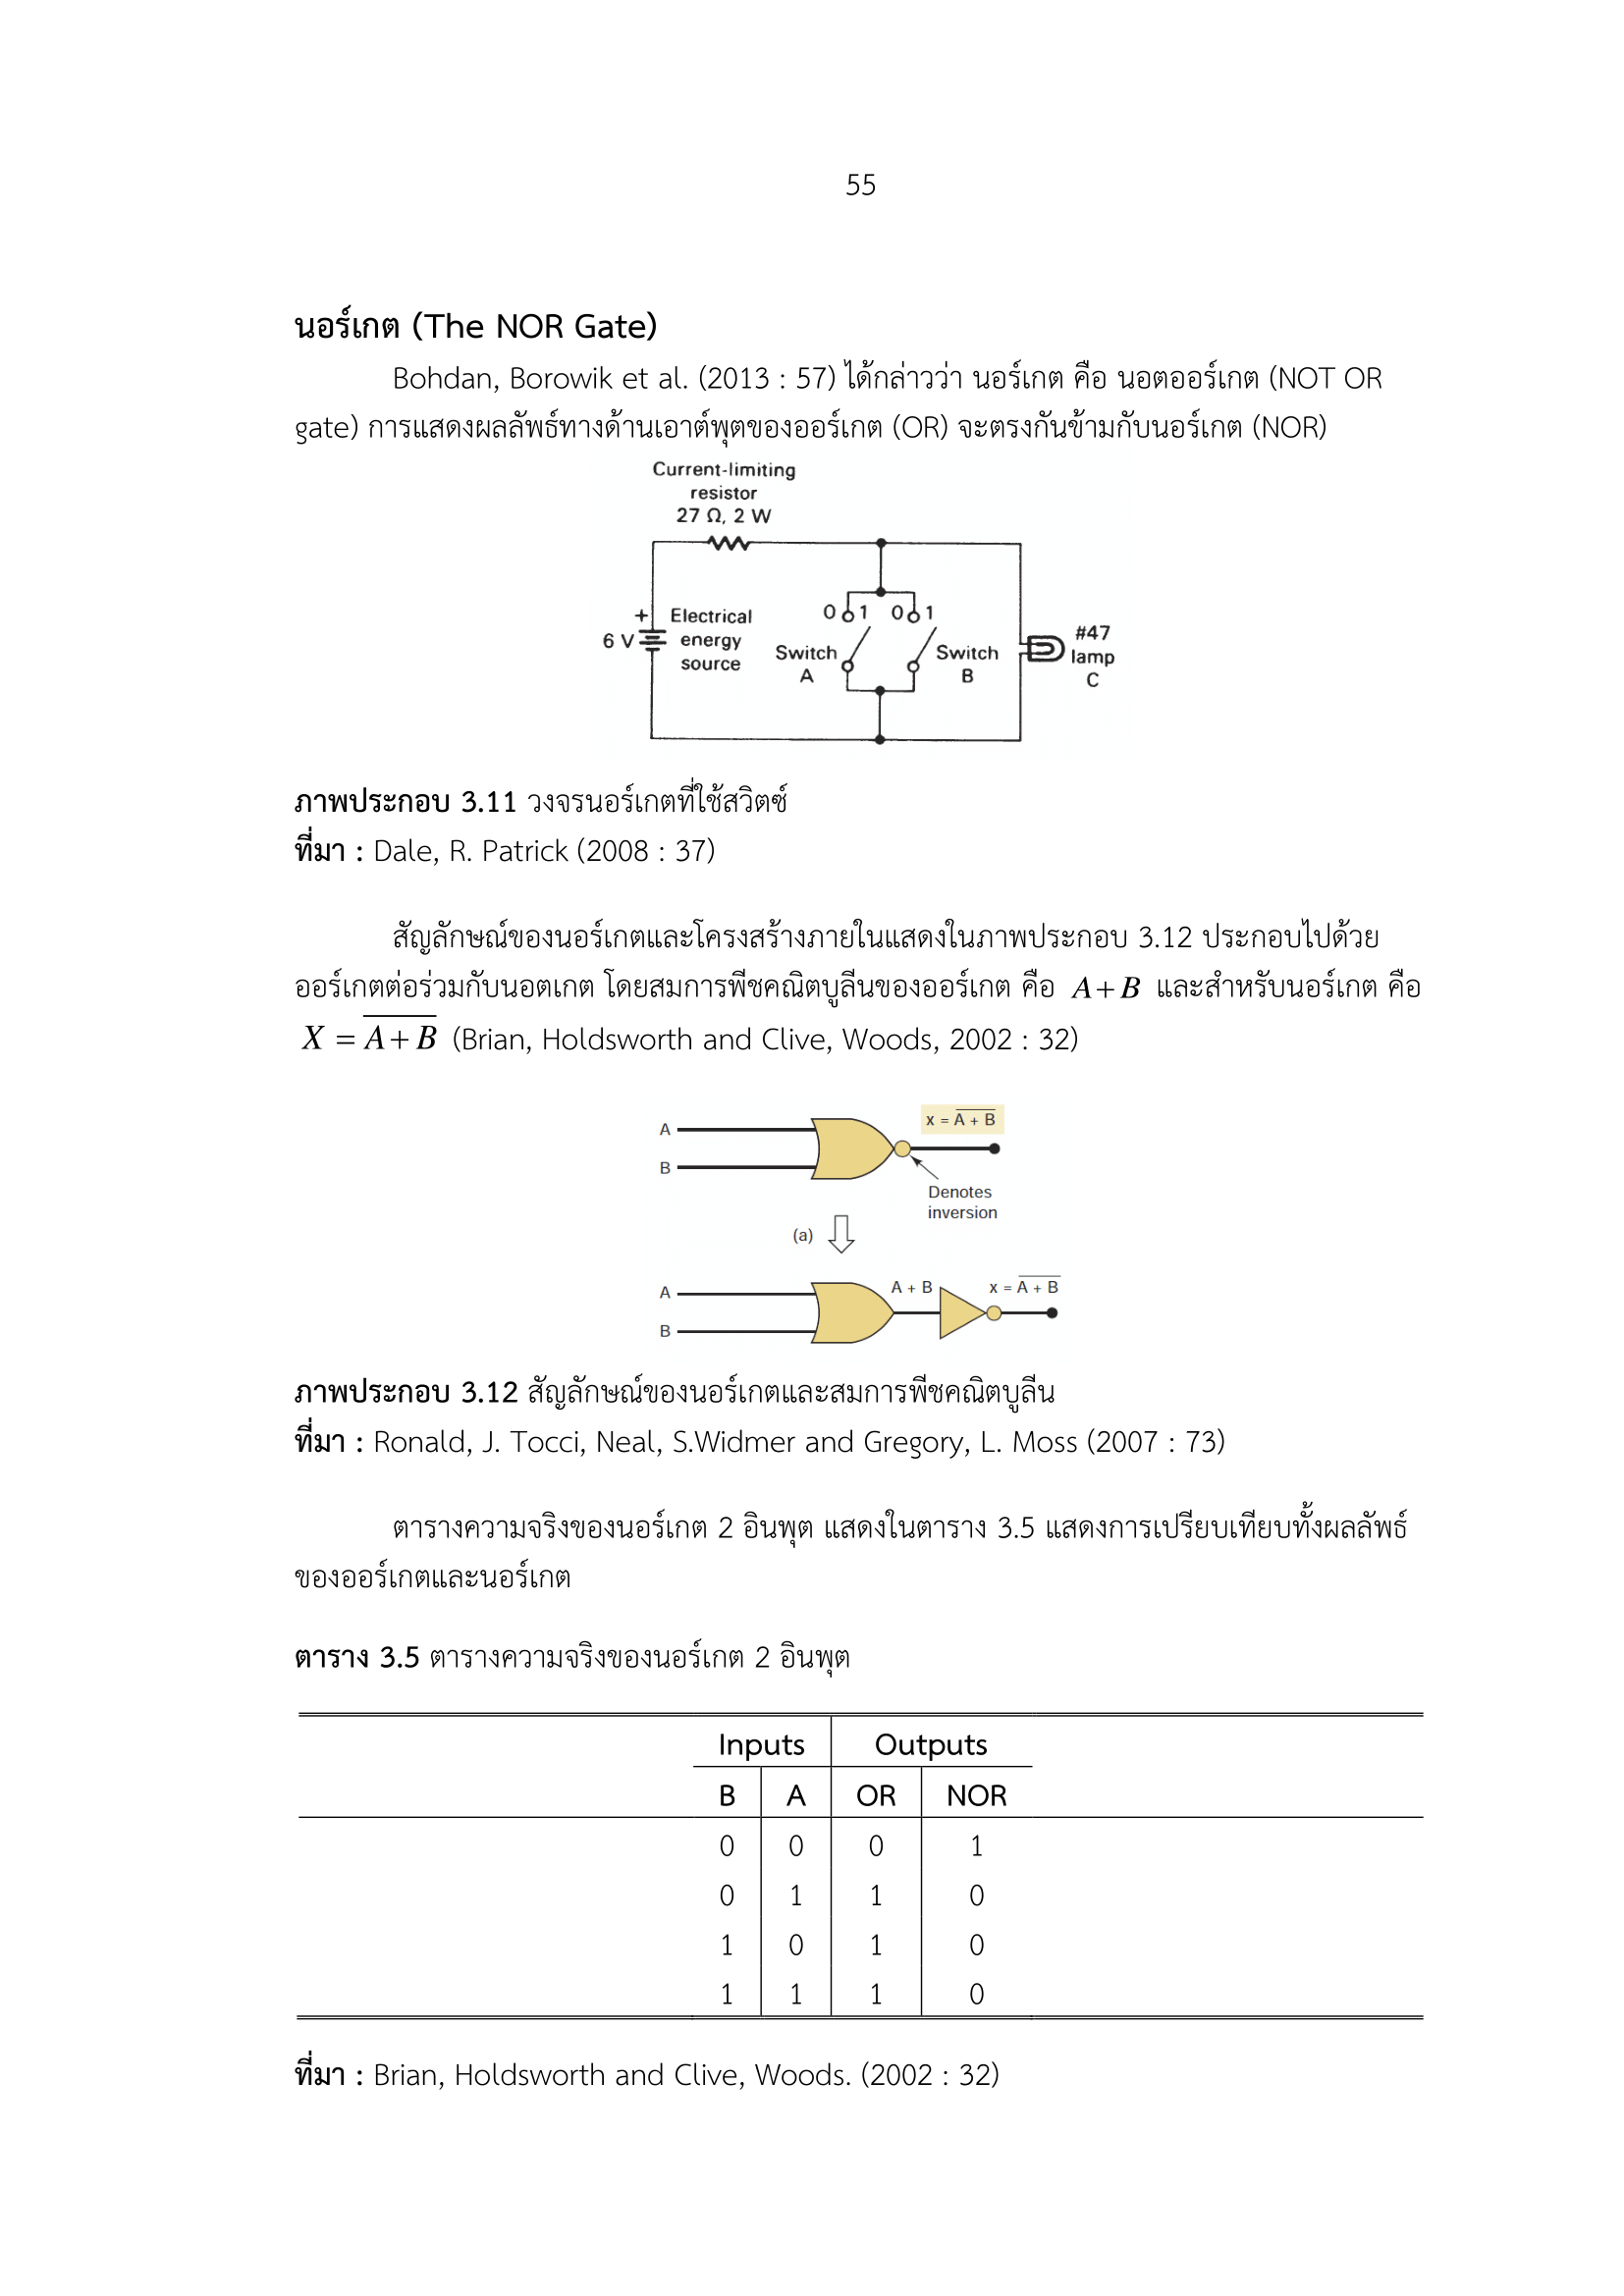 55
นอร์เกต (The NOR Gate)
Bohdan, Borowik et al. (2013 : 57) ได้กล่าวว่า นอร์เกต คือ นอตออร์เกต (NOT OR
gate) การแสดงผลลัพธ์ทางด้านเอาต์พุตของออร์เกต (OR) จะตรงกันข้ามกับนอร์เกต (NOR)
Current-limiting
resistor
27 Ω, 2 W
0 1 0 1
+ Electrical
6 V energy
source
Switch
A
Switch
B
#47
lamp
C
ภาพประกอบ 3.11 วงจรนอร์เกตที่ใช้สวิตซ์
ที่มา : Dale, R. Patrick (2008 : 37)
สัญลักษณ์ของนอร์เกตและโครงสร้างภายในแสดงในภาพประกอบ 3.12 ประกอบไปด้วย
ออร์เกตต่อร่วมกับนอตเกต โดยสมการพีชคณิตบูลีนของออร์เกต คือ A+B และสำหรับนอร์เกต คือ
X = A̅+̅B̅ (Brian, Holdsworth and Clive, Woods, 2002 : 32)
A
B
x = A̅ ̅+̅ ̅B̅
Denotes
inversion
(a)
A
B
A + B
x = A̅ ̅+̅ ̅B̅
ภาพประกอบ 3.12 สัญลักษณ์ของนอร์เกตและสมการพีชคณิตบูลีน
ที่มา : Ronald, J. Tocci, Neal, S.Widmer and Gregory, L. Moss (2007 : 73)
ตารางความจริงของนอร์เกต 2 อินพุต แสดงในตาราง 3.5 แสดงการเปรียบเทียบทั้งผลลัพธ์
ของออร์เกตและนอร์เกต
ตาราง 3.5 ตารางความจริงของนอร์เกต 2 อินพุต
Inputs Outputs
B A OR NOR
0 0 0 1
0 1 1 0
1 0 1 0
1 1 1 0
ที่มา : Brian, Holdsworth and Clive, Woods. (2002 : 32)